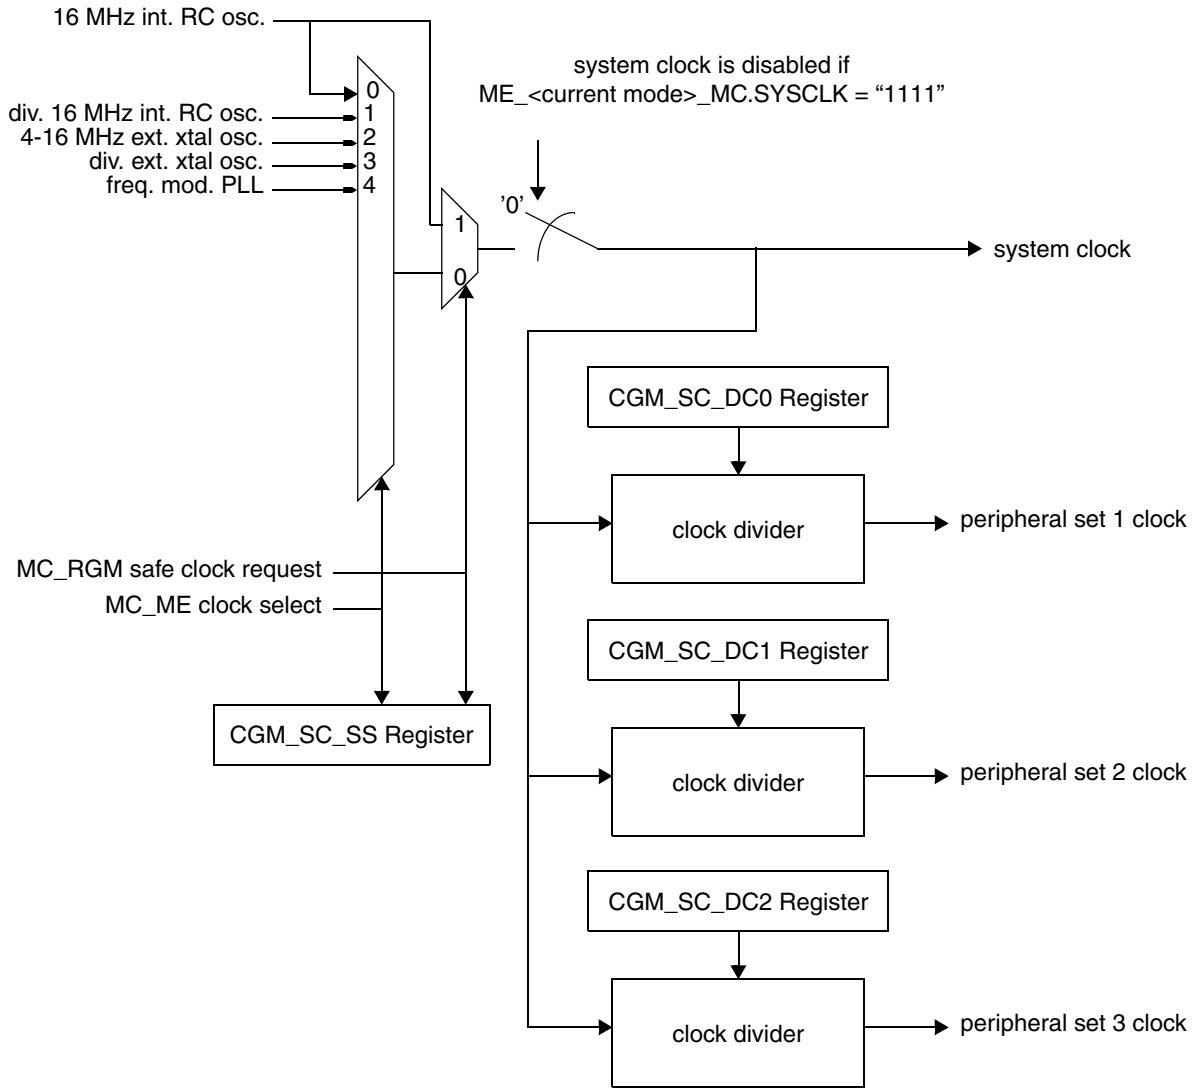 16 MHz int. RC osc.
system clock is disabled if
ME_<current mode>_MC.SYSCLK = “1111”
0
div. 16 MHz int. RC osc.
1
4-16 MHz ext. xtal osc.
2
div. ext. xtal osc.
3
freq. mod. PLL
4
'0'
1
0
system clock
CGM_SC_DC0 Register
clock divider
peripheral set 1 clock
MC_RGM safe clock request
MC_ME clock select
CGM_SC_DC1 Register
CGM_SC_SS Register
clock divider
peripheral set 2 clock
CGM_SC_DC2 Register
clock divider
peripheral set 3 clock